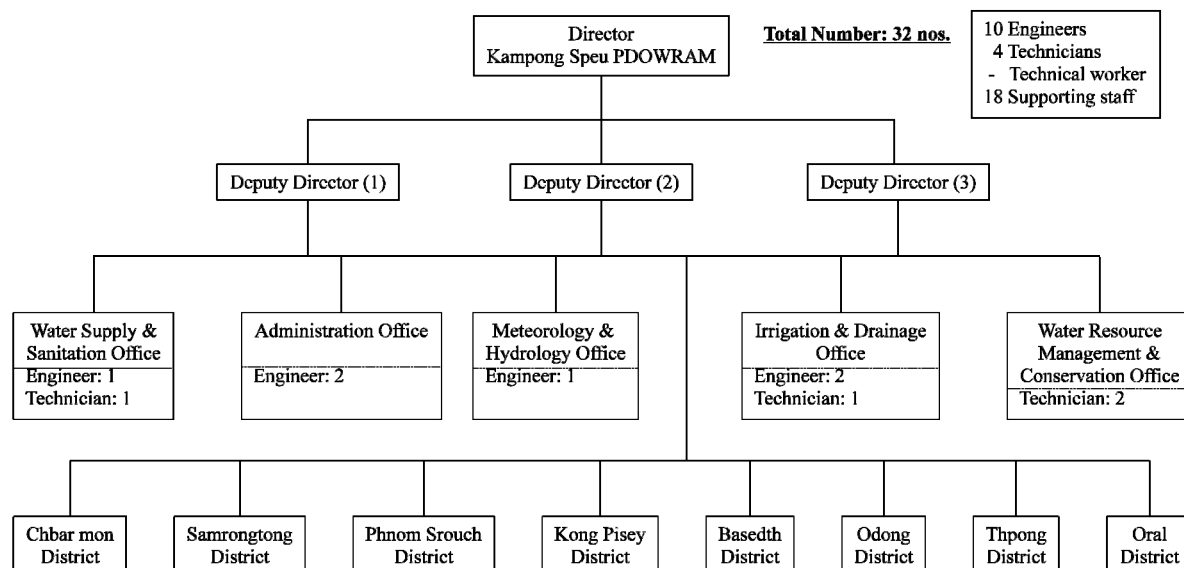 Director
Kampong Speu PDOWRAM
Total Number: 32 nos.
10 Engineers
4 Technicians
- Technical worker
18 Supporting staff
Deputy Director (1)
Deputy Director (2)
Deputy Director (3)
Water Supply &
Sanitation Office
Engineer: 1
Technician: 1
Administration Office
Engineer: 2
Meteorology &
Hydrology Office
Engineer: 1
Irrigation & Drainage
Office
Engineer: 2
Technician: 1
Water Resource
Management &
Conservation Office
Technician: 2
Chbar mon
District
Samrongtong
District
Phnom Srouch
District
Kong Pisey
District
Basedth
District
Odong
District
Thpong
District
Oral
District